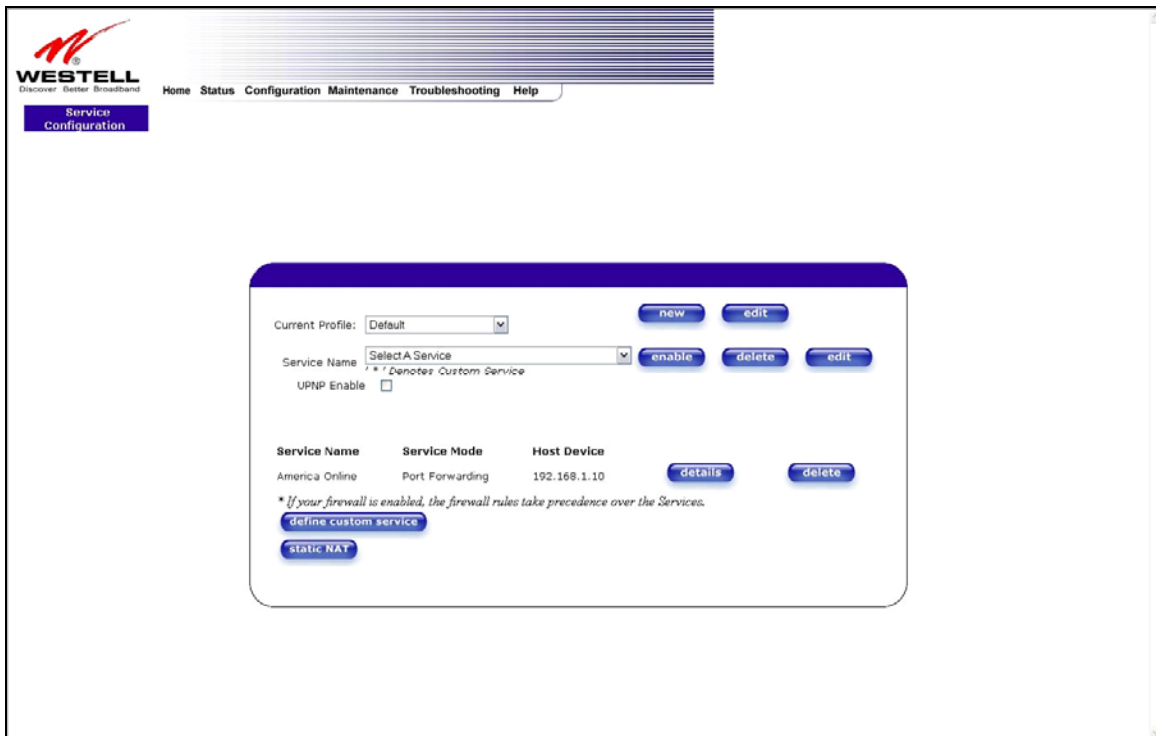 WESTELL
®
Discover Better Broadband
Home Status Configuration Maintenance Troubleshooting Help
Service
Configuration
new edit
Current Profile: Default
Service Name Select A Service enable delete edit
' * ' Denotes Custom Service
UPNP Enable
Service Name Service Mode Host Device
America Online Port Forwarding 192.168.1.10 details delete
* If your firewall is enabled, the firewall rules take precedence over the Services.
define custom service
static NAT